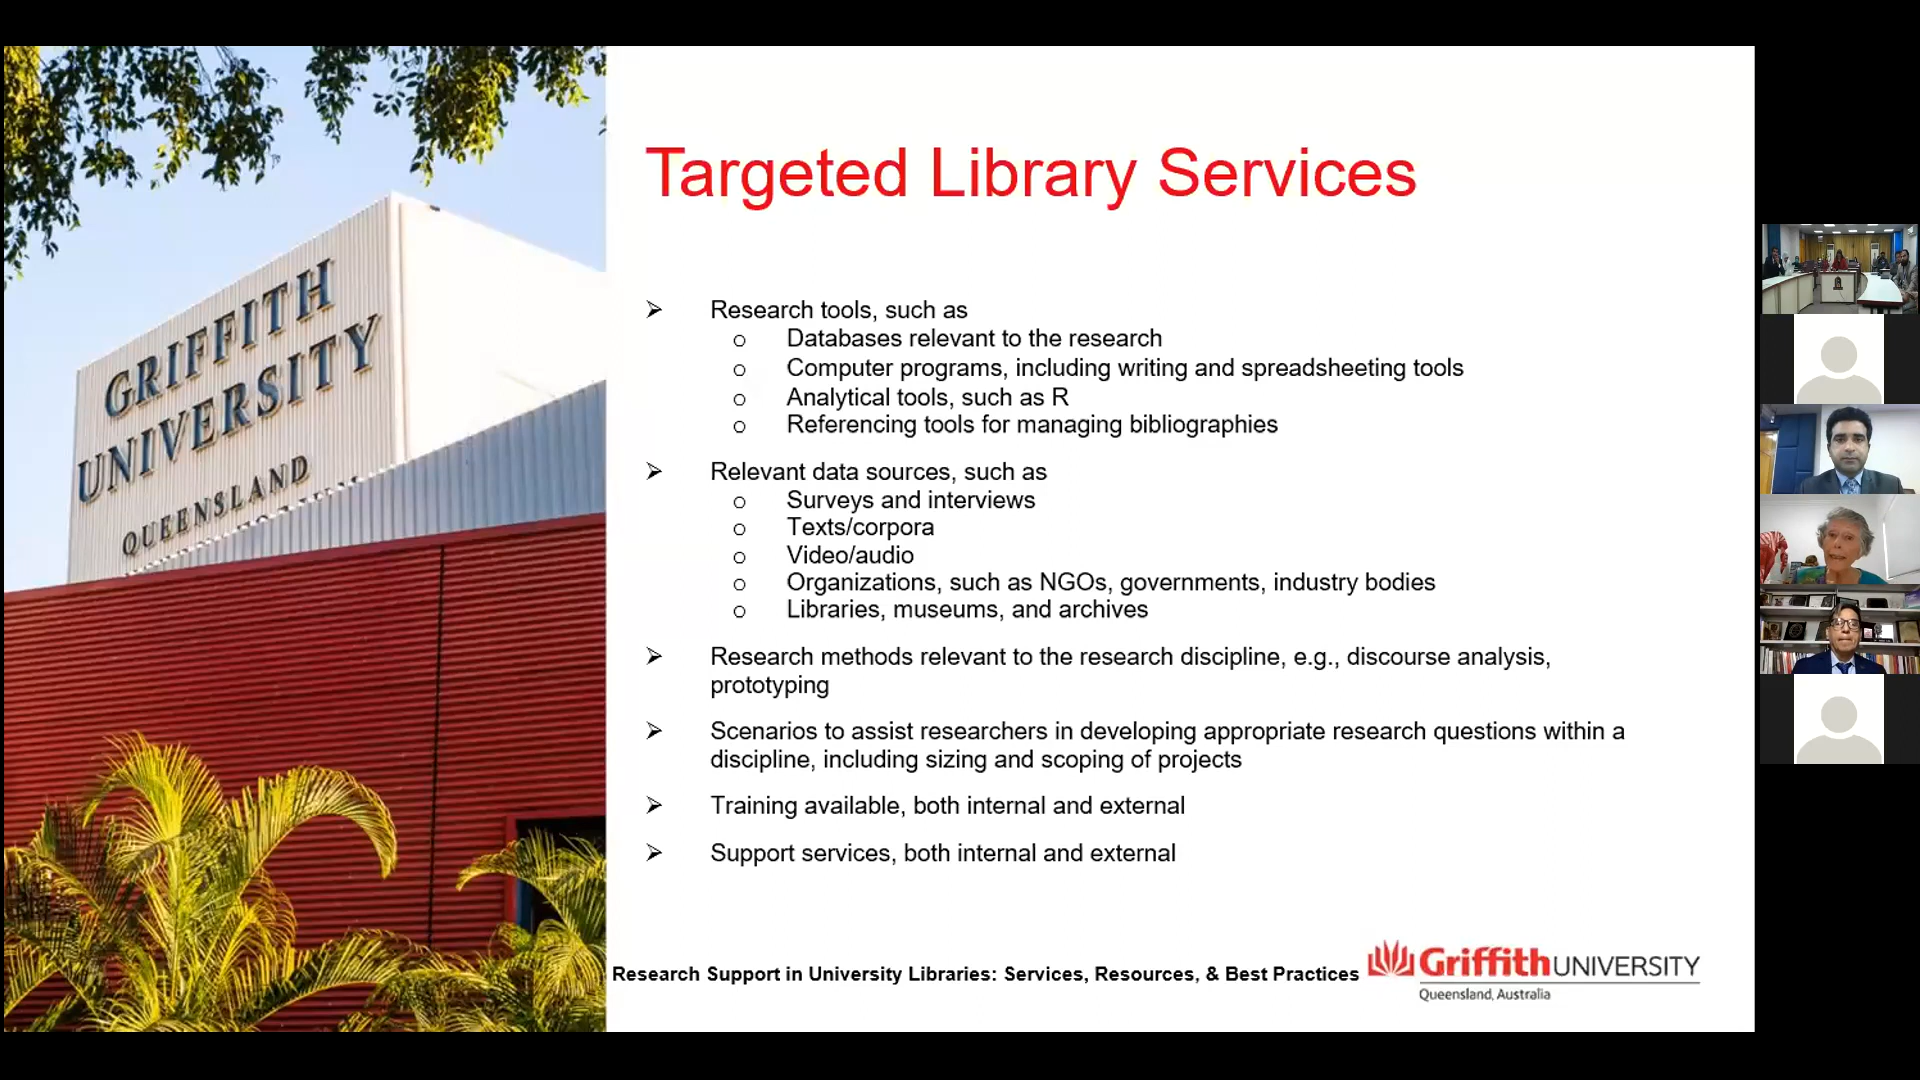 GRIFFITH
UNIVERSITY
QUEENSLAND
Targeted Library Services
➢ Research tools, such as
o Databases relevant to the research
o Computer programs, including writing and spreadsheeting tools
o Analytical tools, such as R
o Referencing tools for managing bibliographies
➢ Relevant data sources, such as
o Surveys and interviews
o Texts/corpora
o Video/audio
o Organizations, such as NGOs, governments, industry bodies
o Libraries, museums, and archives
➢ Research methods relevant to the research discipline, e.g., discourse analysis,
prototyping
➢ Scenarios to assist researchers in developing appropriate research questions within a
discipline, including sizing and scoping of projects
➢ Training available, both internal and external
➢ Support services, both internal and external
Research Support in University Libraries: Services, Resources, & Best Practices
Griffith UNIVERSITY
Queensland, Australia